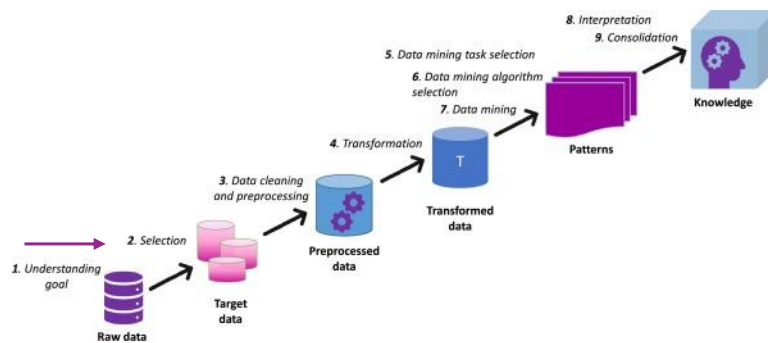 1. Understanding
goal
Raw data
2. Selection
Target
data
3. Data cleaning
and preprocessing
Preprocessed
data
4. Transformation
T
Transformed
data
5. Data mining task selection
6. Data mining algorithm
selection
7. Data mining
Patterns
8. Interpretation
9. Consolidation
Knowledge